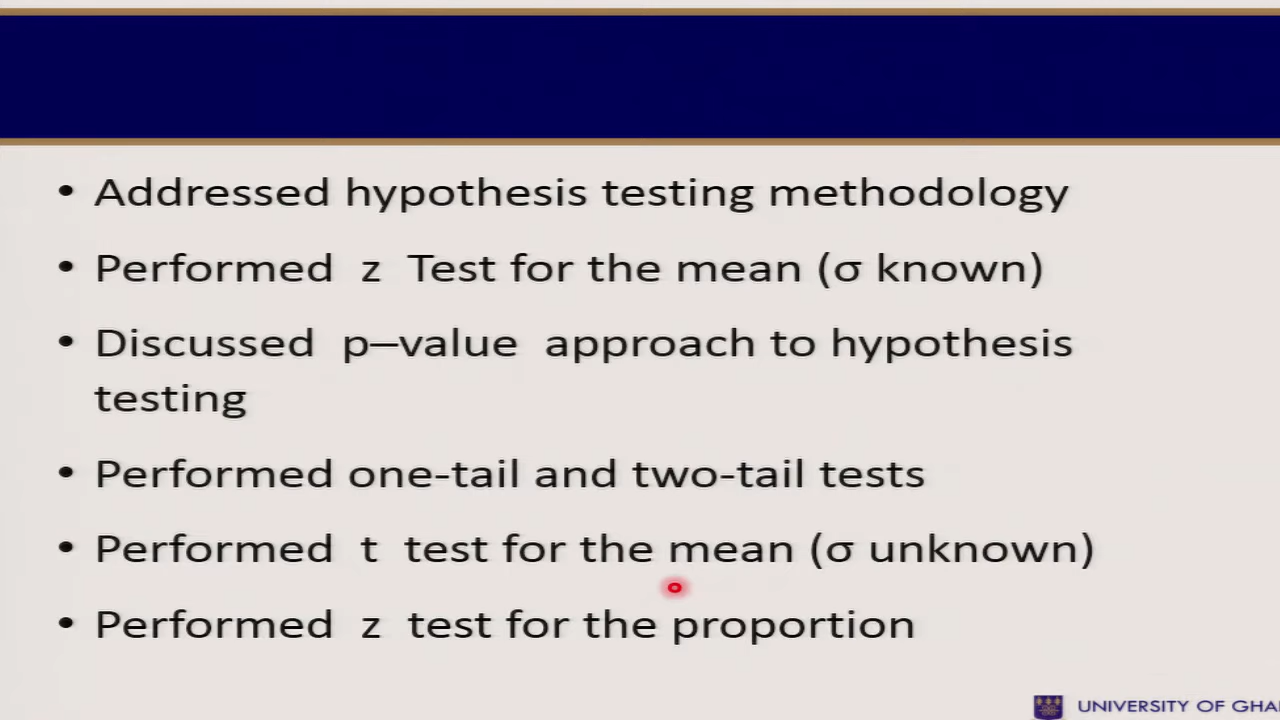 • Addressed hypothesis testing methodology
• Performed z Test for the mean (σ known)
• Discussed p–value approach to hypothesis
testing
• Performed one-tail and two-tail tests
• Performed t test for the mean (σ unknown)
• Performed z test for the proportion
UNIVERSITY OF GHA